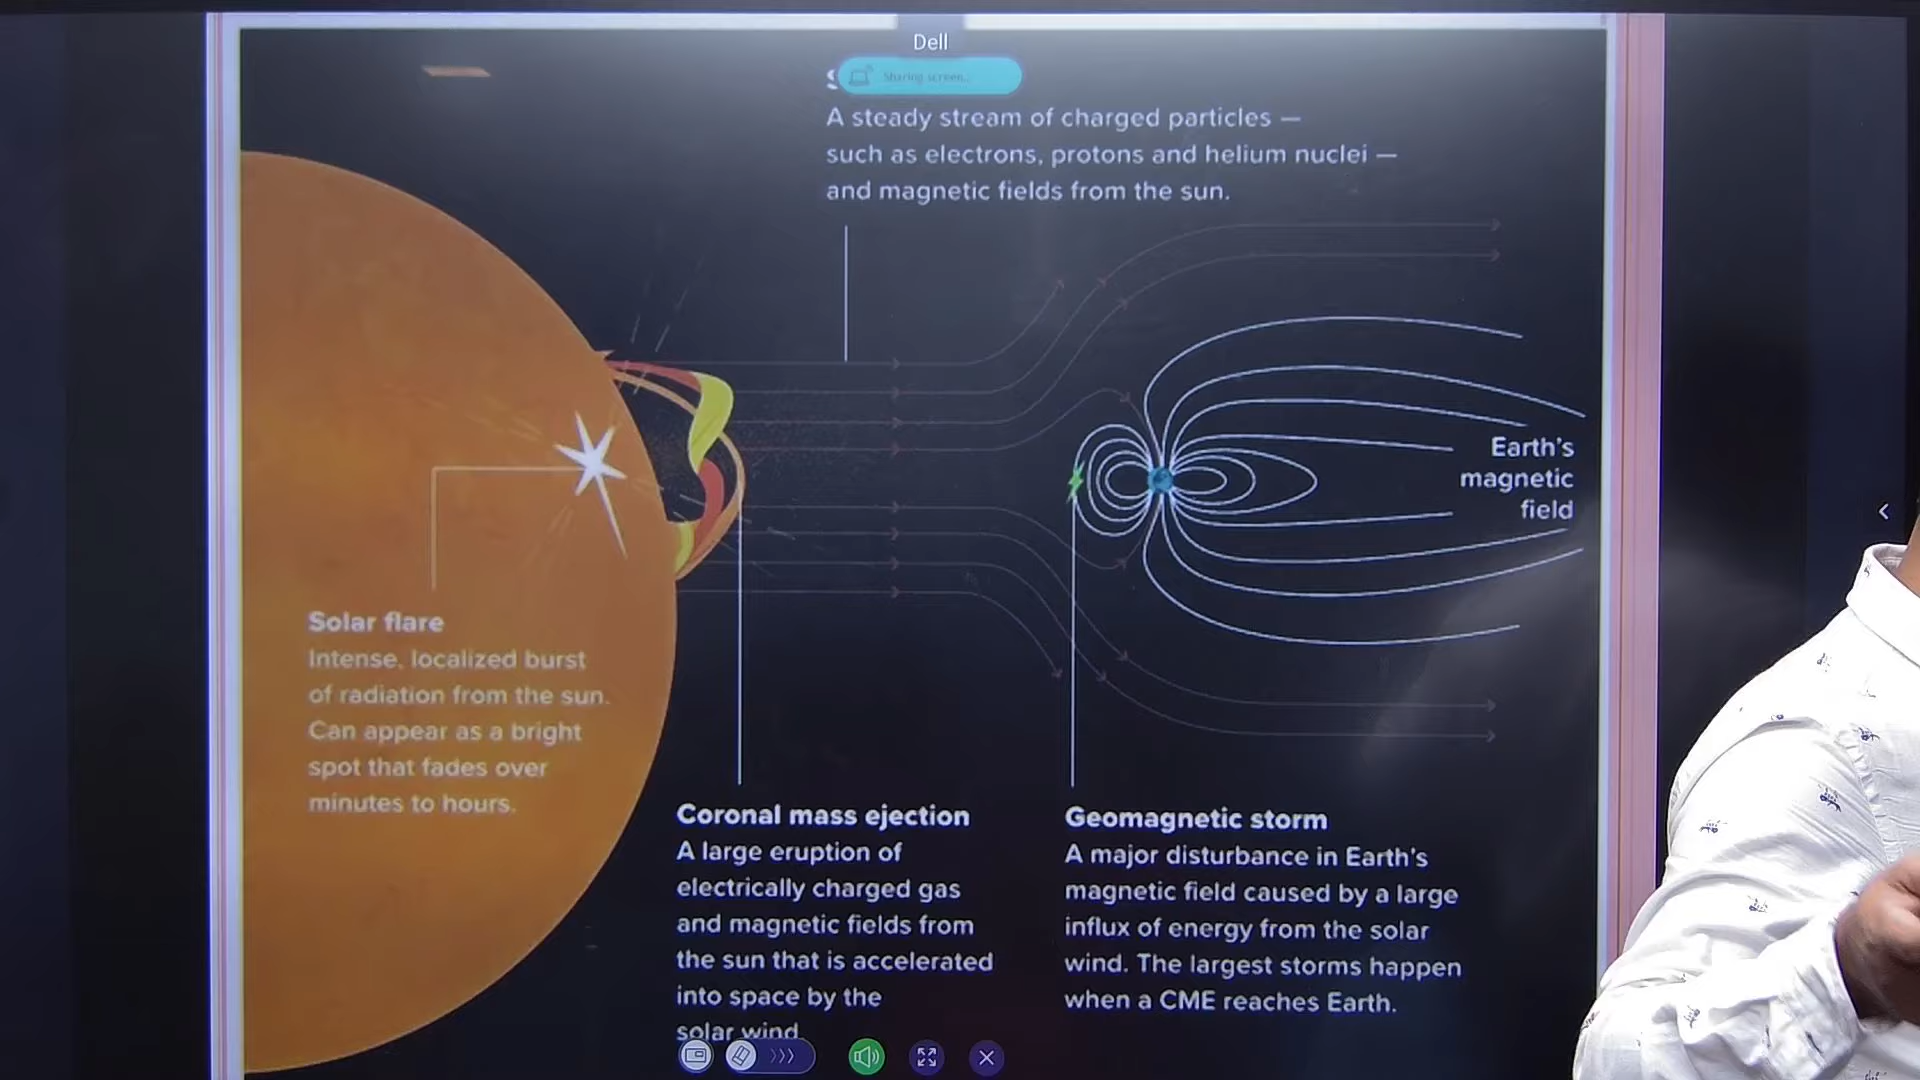 Dell
Sharing screen...
A steady stream of charged particles —
such as electrons, protons and helium nuclei —
and magnetic fields from the sun.
Earth's
magnetic
field
Solar flare
Intense, localized burst
of radiation from the sun.
Can appear as a bright
spot that fades over
minutes to hours.
Coronal mass ejection
A large eruption of
electrically charged gas
and magnetic fields from
the sun that is accelerated
into space by the
solar wind.
Geomagnetic storm
A major disturbance in Earth's
magnetic field caused by a large
influx of energy from the solar
wind. The largest storms happen
when a CME reaches Earth.